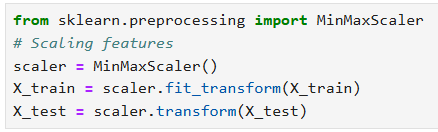 from sklearn.preprocessing import MinMaxScaler
# Scaling features
scaler = MinMaxScaler()
X_train = scaler.fit_transform(X_train)
X_test = scaler.transform(X_test)